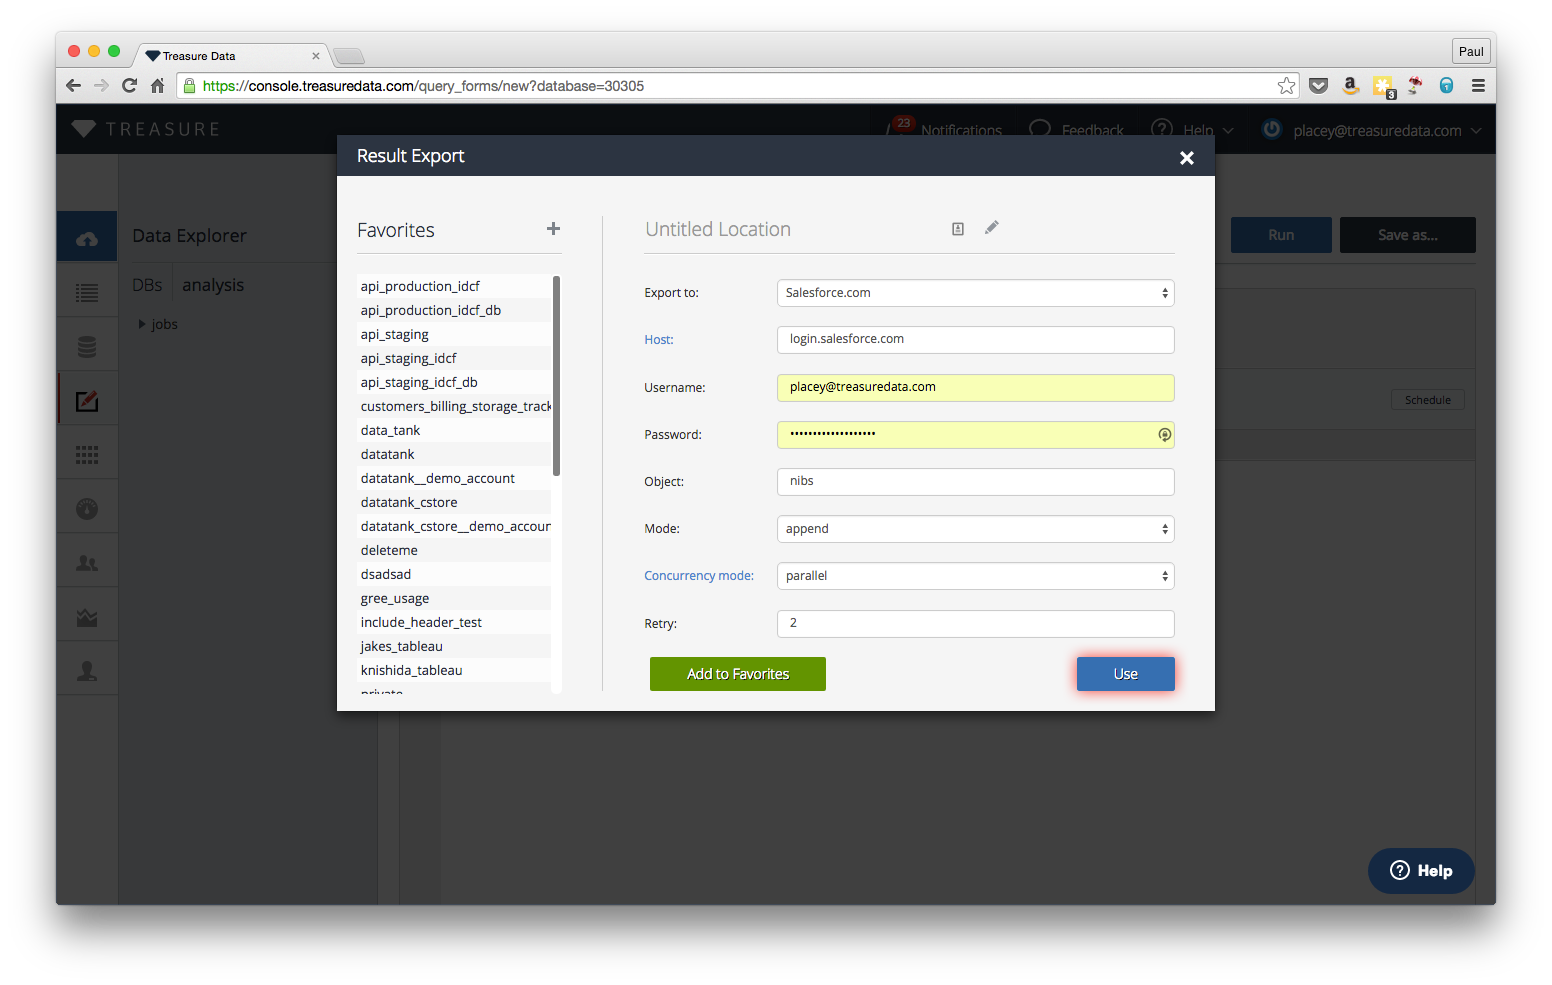 Treasure Data
Paul
https://console.treasuredata.com/query_forms/new?database=30305
3
TREASURE
23
Notifications
Feedback
Help
placey@treasuredata.com
Result Export
Data Explorer
DBs
analysis
jobs
Favorites
api_production_idcf
api_production_idcf_db
api_staging
api_staging_idcf
api_staging_idcf_db
customers_billing_storage_track
data_tank
datatank
datatank__demo_account
datatank_cstore
datatank_cstore__demo_accoun
deleteme
dsadsad
gree_usage
include_header_test
jakes_tableau
knishida_tableau
private
Untitled Location
Export to: Salesforce.com
Host: login.salesforce.com
Username: placey@treasuredata.com
Password: •••••••••••••••••••
Object: nibs
Mode: append
Concurrency mode: parallel
Retry: 2
Add to Favorites
Use
Run
Save as...
Schedule
Help